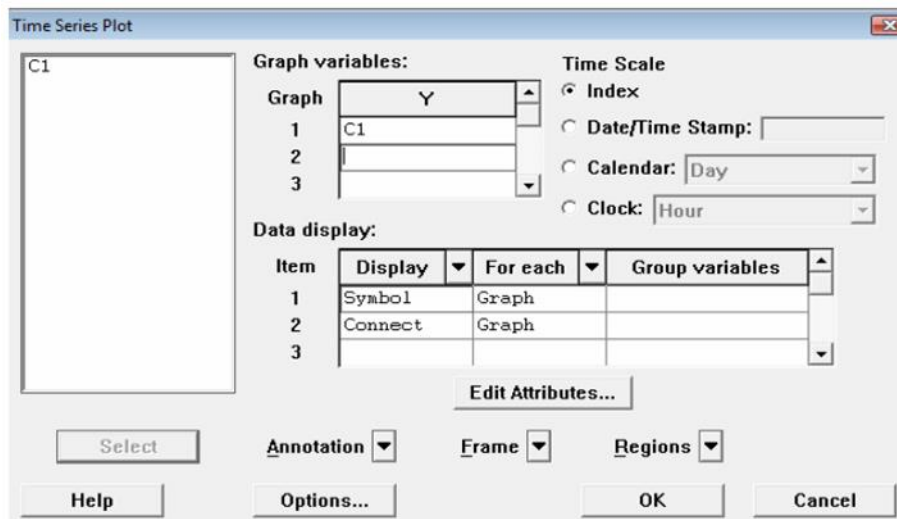 Time Series Plot
C1
Graph variables:
Graph Y
1 C1
2
3
Time Scale
Index
Date/Time Stamp:
Calendar: Day
Clock: Hour
Data display:
Item Display For each Group variables
1 Symbol Graph
2 Connect Graph
3
Edit Attributes...
Select Annotation Frame Regions
Help Options... OK Cancel